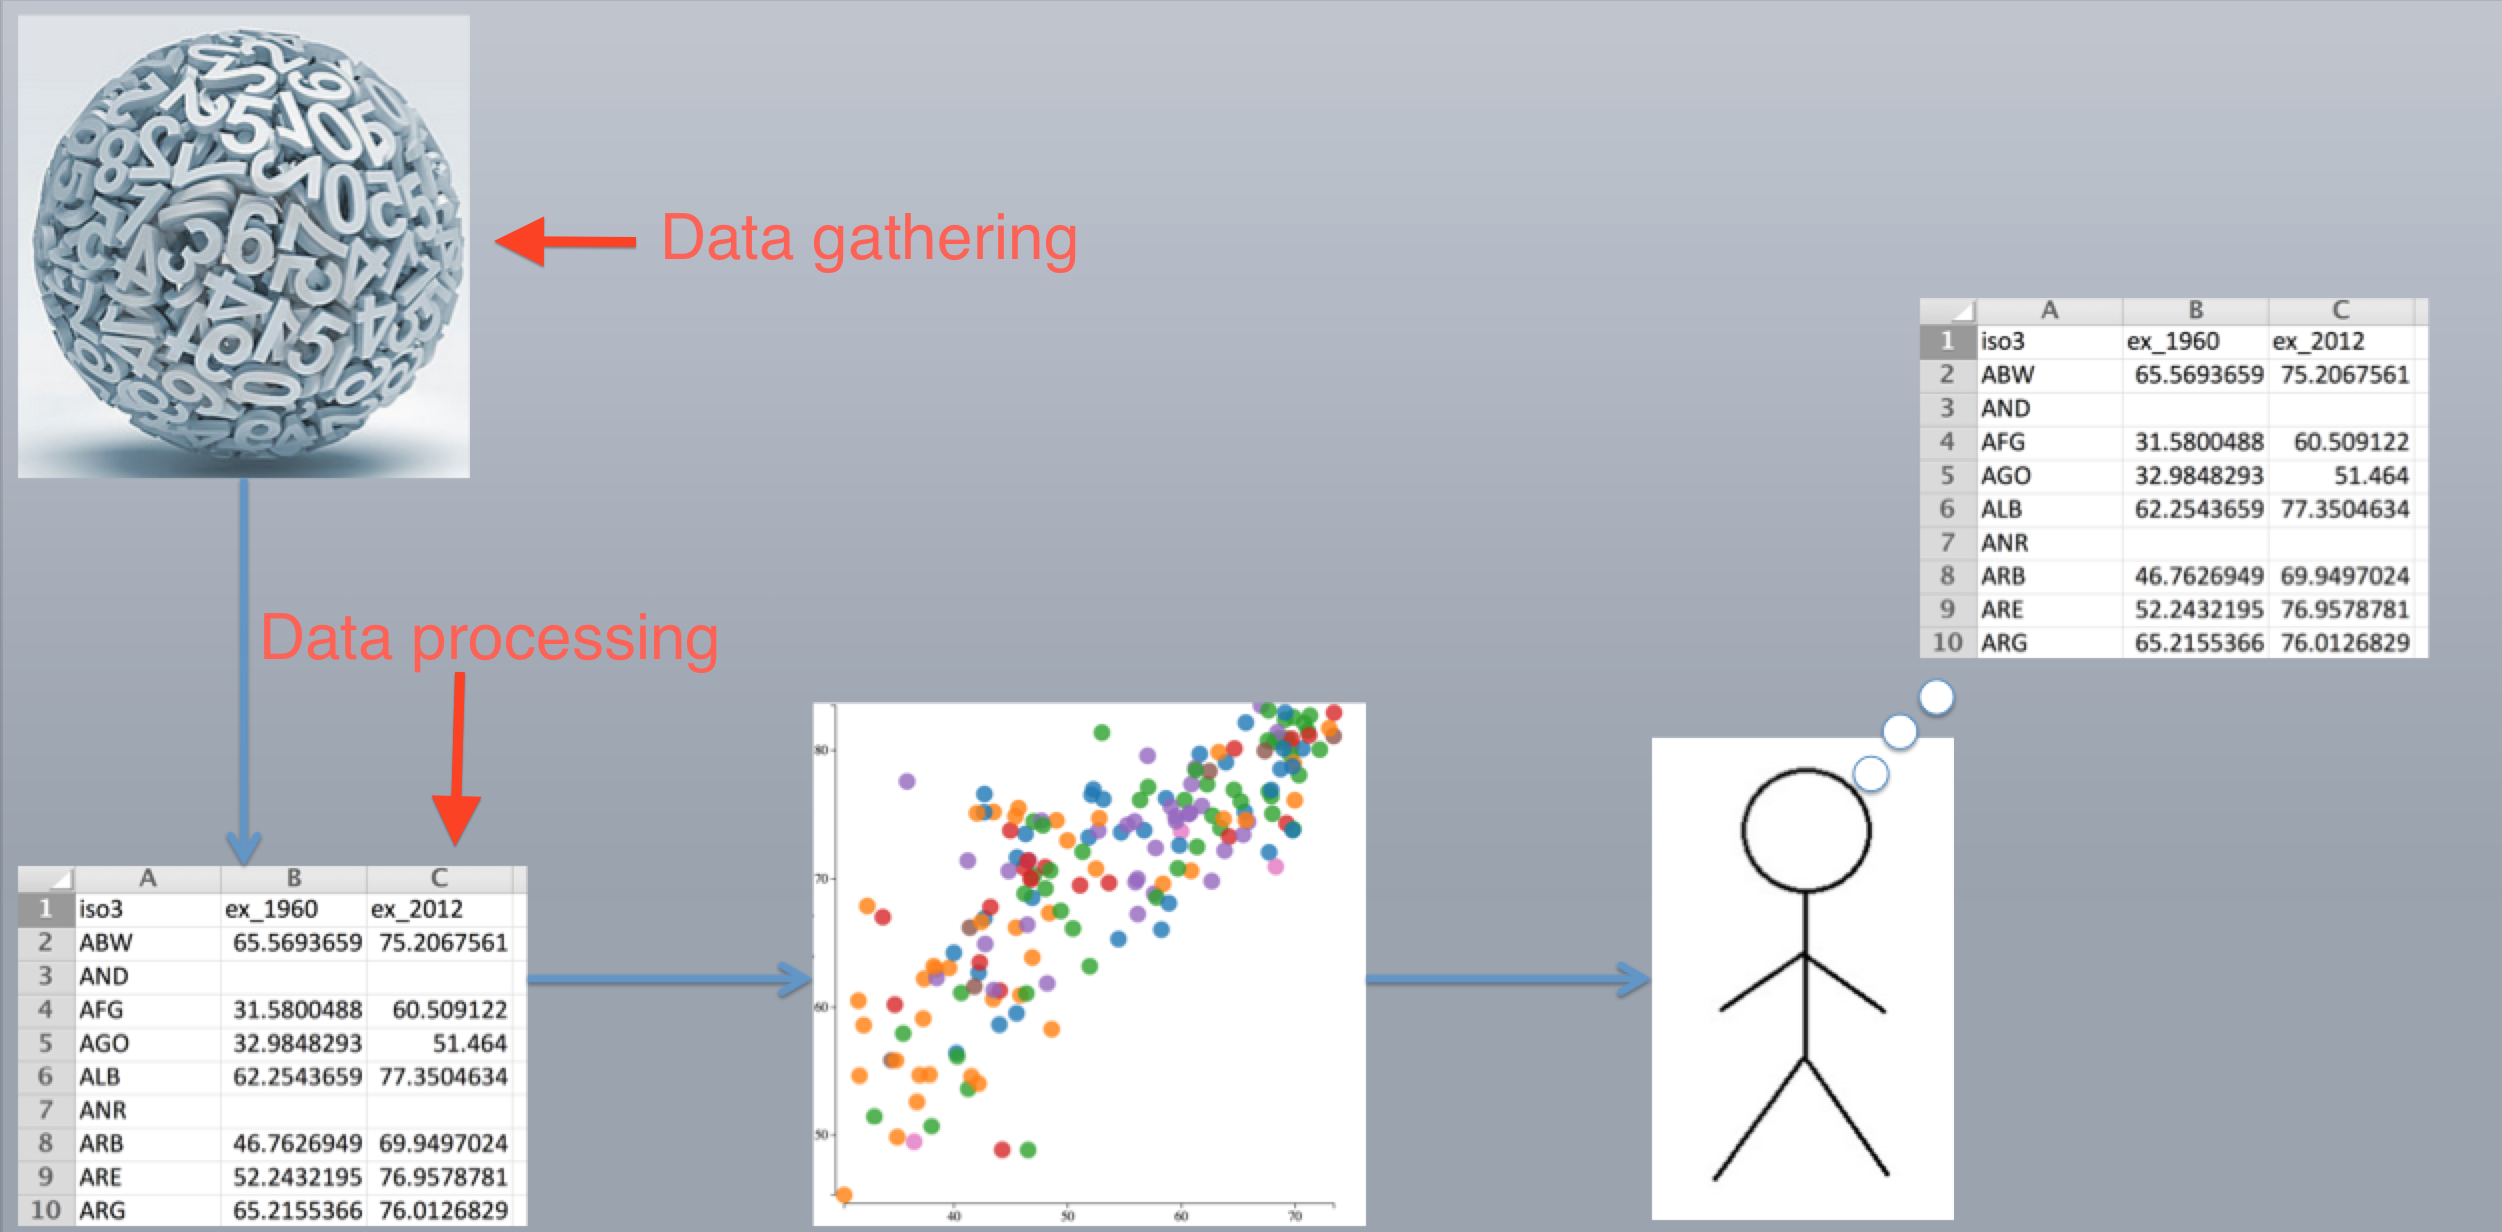 Data gathering
A B C
1 iso3 ex_1960 ex_2012
2 ABW 65.5693659 75.2067561
3 AND
4 AFG 31.5800488 60.509122
5 AGO 32.9848293 51.464
6 ALB 62.2543659 77.3504634
7 ANR
8 ARB 46.7626949 69.9497024
9 ARE 52.2432195 76.9578781
10 ARG 65.2155366 76.0126829
Data processing
A B C
1 iso3 ex_1960 ex_2012
2 ABW 65.5693659 75.2067561
3 AND
4 AFG 31.5800488 60.509122
5 AGO 32.9848293 51.464
6 ALB 62.2543659 77.3504634
7 ANR
8 ARB 46.7626949 69.9497024
9 ARE 52.2432195 76.9578781
10 ARG 65.2155366 76.0126829
80
70
60
50
40 50 60 70